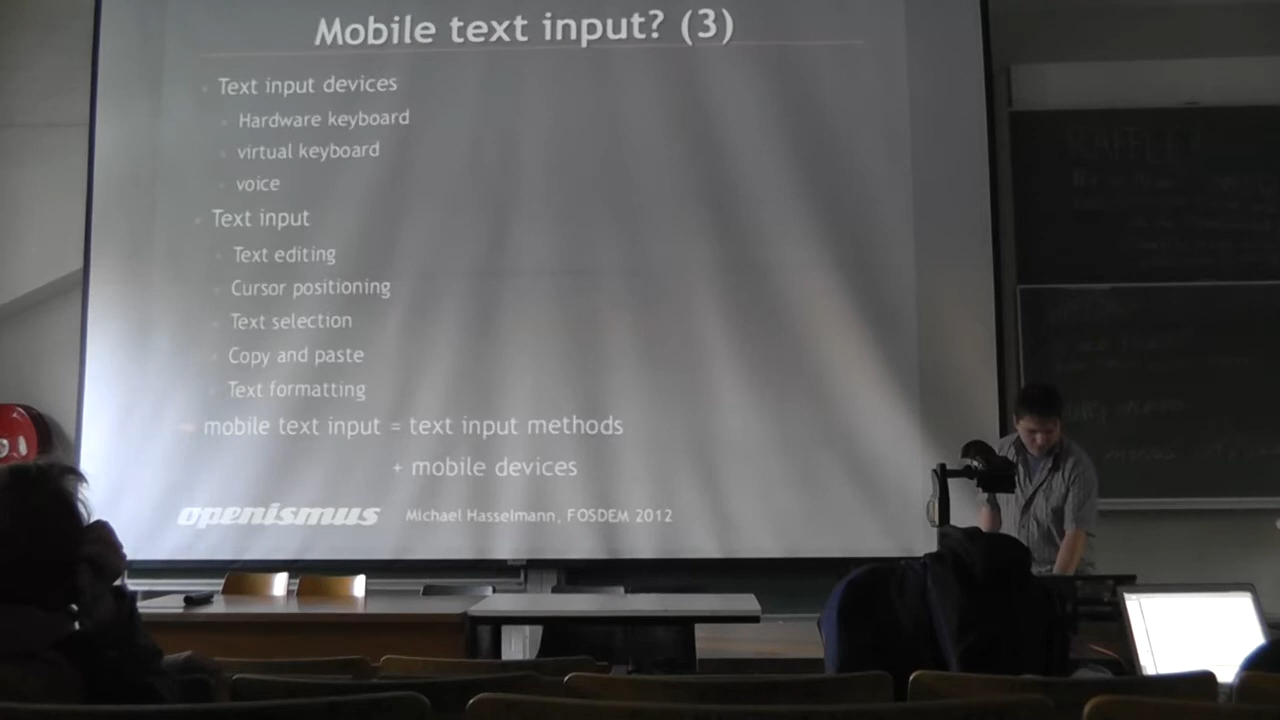 Mobile text input? (3)
Text input devices
Hardware keyboard
virtual keyboard
voice
Text input
Text editing
Cursor positioning
Text selection
Copy and paste
Text formatting
mobile text input = text input methods
+ mobile devices
openismus Michael Hasselmann, FOSDEM 2012